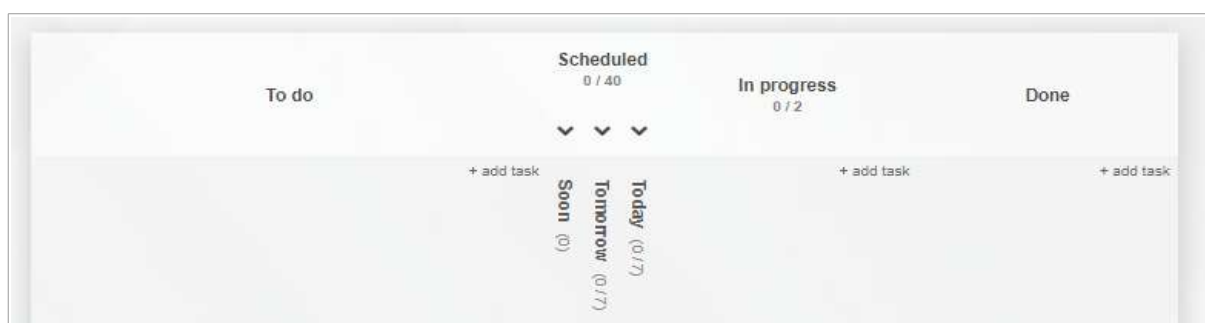 To do
Scheduled
0 / 40
In progress
0 / 2
Done
+ add task
Soon (0)
Tomorrow (0 / 7)
Today (0 / 7)
+ add task
+ add task